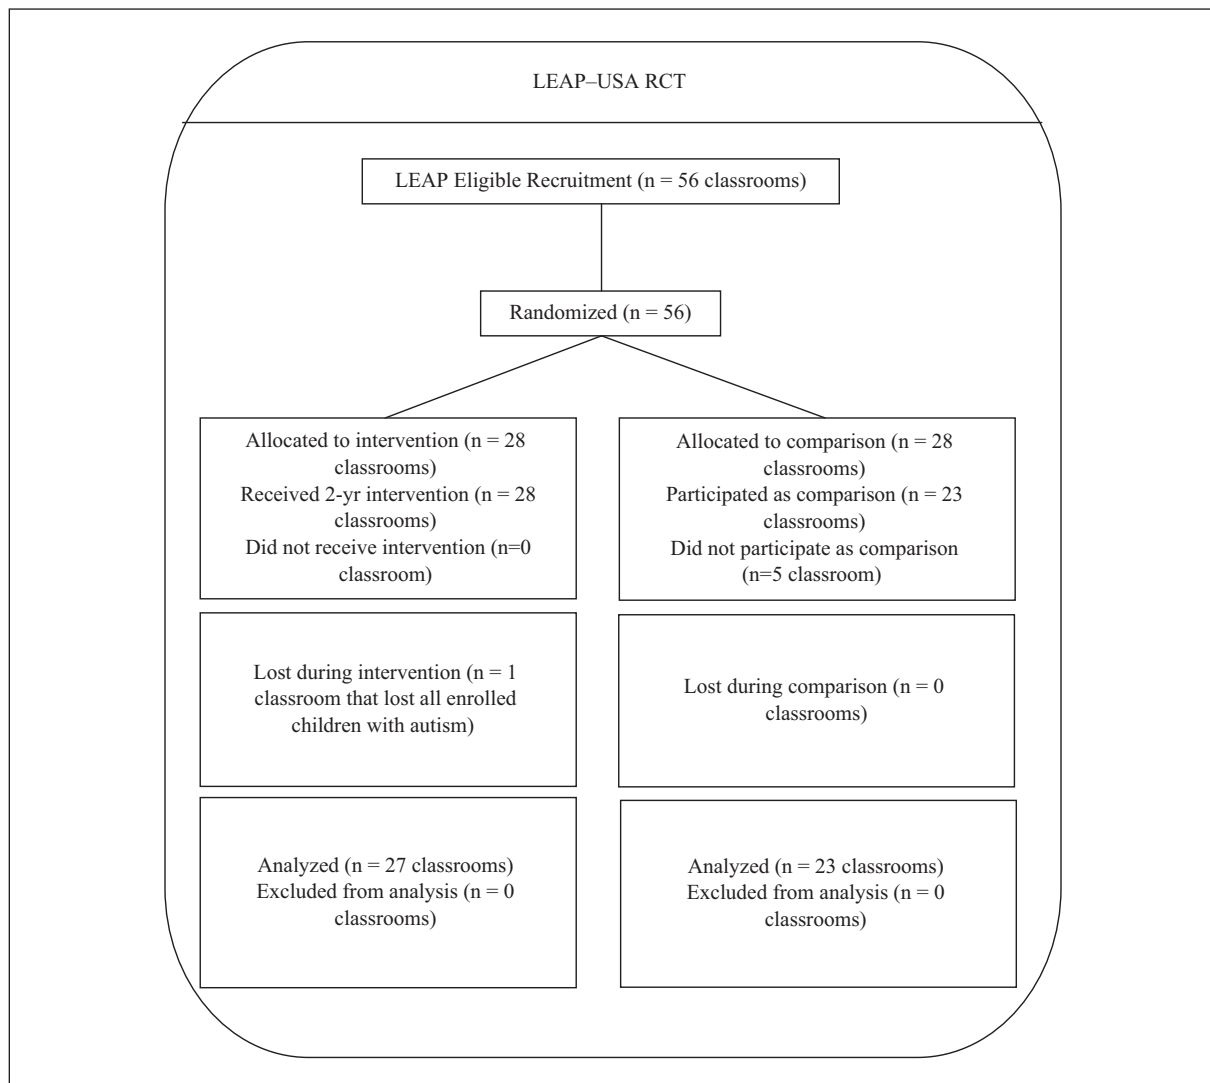 LEAP–USA RCT
LEAP Eligible Recruitment (n = 56 classrooms)
Randomized (n = 56)
Allocated to intervention (n = 28
classrooms)
Received 2-yr intervention (n = 28
classrooms)
Did not receive intervention (n=0
classroom)
Allocated to comparison (n = 28
classrooms)
Participated as comparison (n = 23
classrooms)
Did not participate as comparison
(n=5 classroom)
Lost during intervention (n = 1
classroom that lost all enrolled
children with autism)
Lost during comparison (n = 0
classrooms)
Analyzed (n = 27 classrooms)
Excluded from analysis (n = 0
classrooms)
Analyzed (n = 23 classrooms)
Excluded from analysis (n = 0
classrooms)